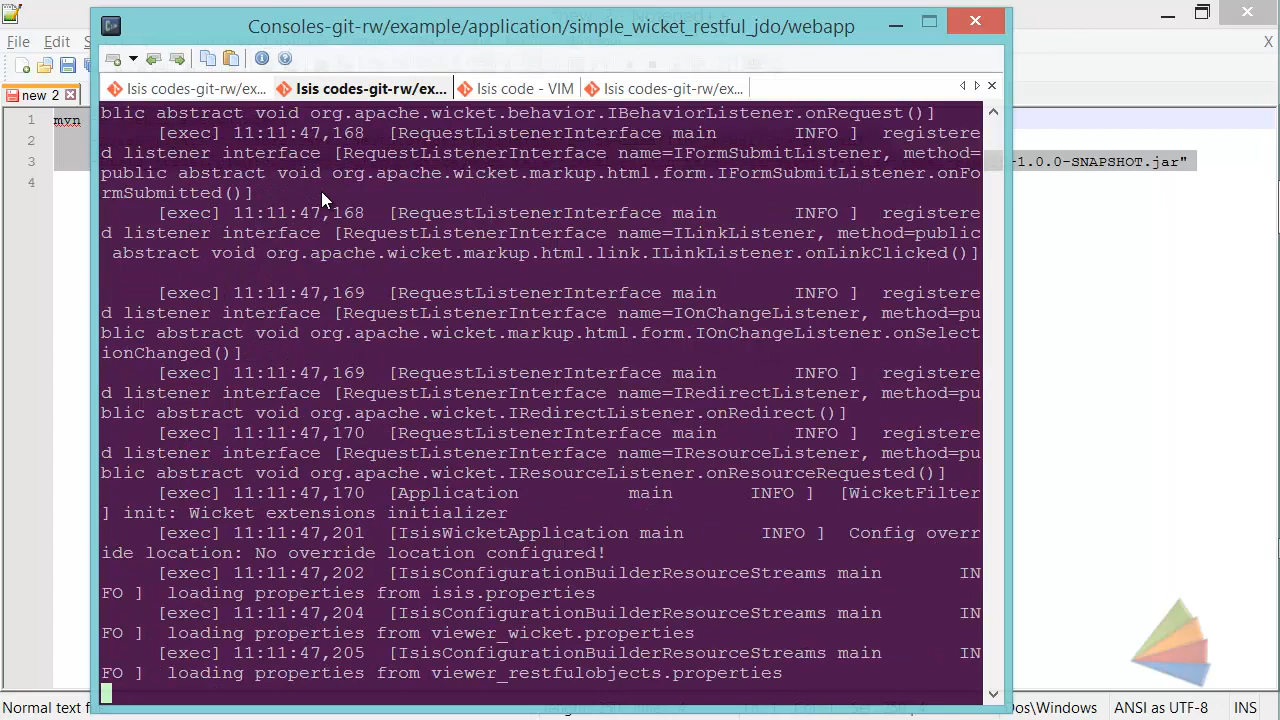 Consoles-git-rw/example/application/simple_wicket_restful_jdo/webapp
File Edit
X
Isis codes-git-rw/ex... Isis codes-git-rw/ex... Isis code - VIM Isis codes-git-rw/ex...
new 2
1 mvn
2
3 -1.0.0-SNAPSHOT.jar"
4
blic abstract void org.apache.wicket.behavior.IBehaviorListener.onRequest()]
[exec] 11:11:47,168 [RequestListenerInterface main INFO ] registere
d listener interface [RequestListenerInterface name=IFormSubmitListener, method=
public abstract void org.apache.wicket.markup.html.form.IFormSubmitListener.onFo
rmSubmitted()]
[exec] 11:11:47,168 [RequestListenerInterface main INFO ] registere
d listener interface [RequestListenerInterface name=ILinkListener, method=public
abstract void org.apache.wicket.markup.html.link.ILinkListener.onLinkClicked()]
[exec] 11:11:47,169 [RequestListenerInterface main INFO ] registere
d listener interface [RequestListenerInterface name=IOnChangeListener, method=pu
blic abstract void org.apache.wicket.markup.html.form.IOnChangeListener.onSelect
ionChanged()]
[exec] 11:11:47,169 [RequestListenerInterface main INFO ] registere
d listener interface [RequestListenerInterface name=IRedirectListener, method=pu
blic abstract void org.apache.wicket.IRedirectListener.onRedirect()]
[exec] 11:11:47,170 [RequestListenerInterface main INFO ] registere
d listener interface [RequestListenerInterface name=IResourceListener, method=pu
blic abstract void org.apache.wicket.IResourceListener.onResourceRequested()]
[exec] 11:11:47,170 [Application main INFO ] [WicketFilter
] init: Wicket extensions initializer
[exec] 11:11:47,201 [IsisWicketApplication main INFO ] Config overr
ide location: No override location configured!
[exec] 11:11:47,202 [IsisConfigurationBuilderResourceStreams main IN
FO ] loading properties from isis.properties
[exec] 11:11:47,204 [IsisConfigurationBuilderResourceStreams main IN
FO ] loading properties from viewer_wicket.properties
[exec] 11:11:47,205 [IsisConfigurationBuilderResourceStreams main IN
FO ] loading properties from viewer_restfulobjects.properties
Normal text f Dos\Windows ANSI as UTF-8 INS